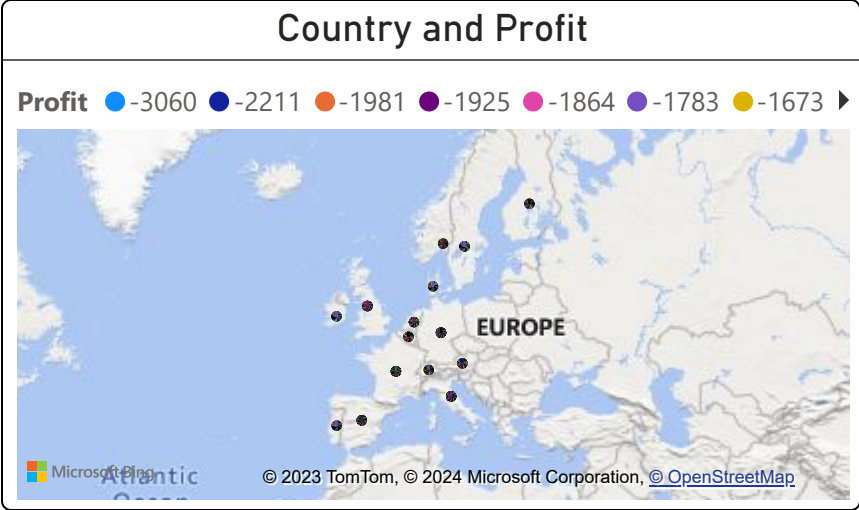 Country and Profit
Profit -3060 -2211 -1981 -1925 -1864 -1783 -1673
EUROPE
Microsoft Bing
Atlantic
Ocean
© 2023 TomTom, © 2024 Microsoft Corporation, © OpenStreetMap